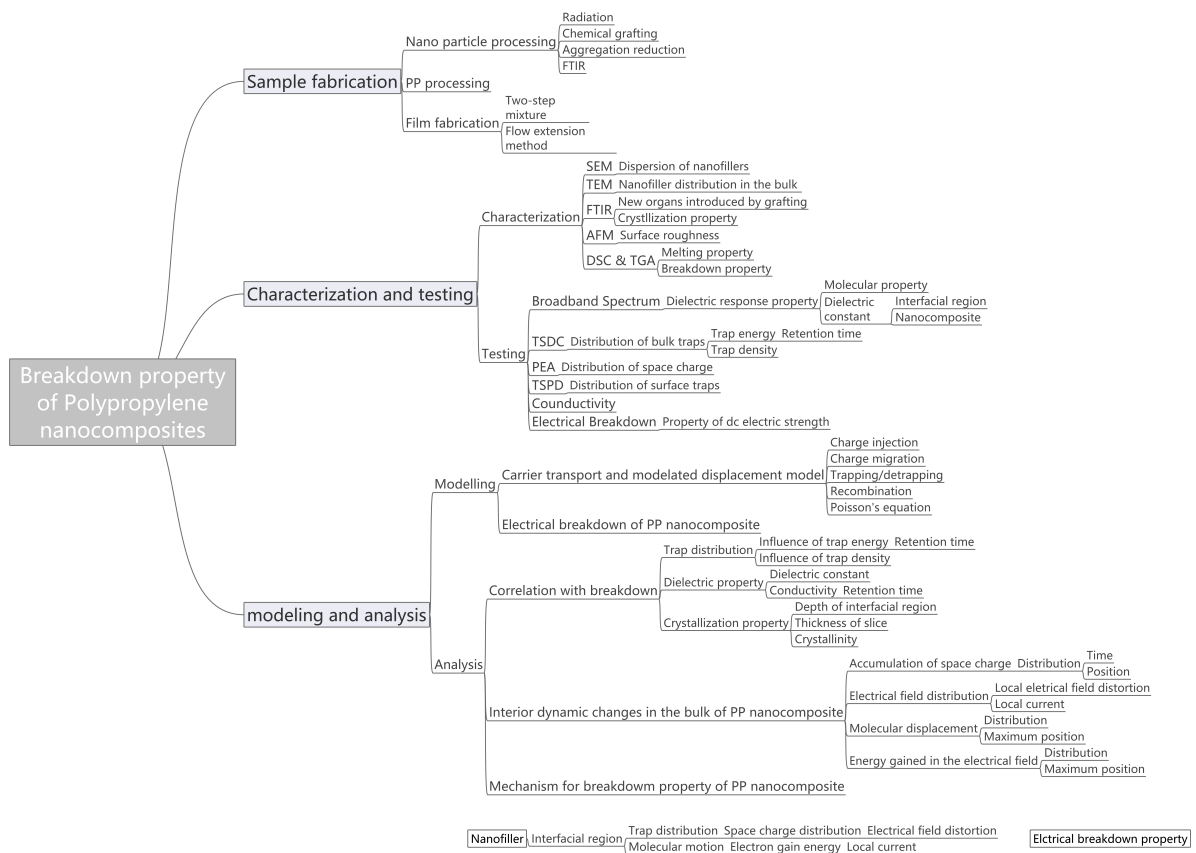 Breakdown property
of Polypropylene
nanocomposites
Sample fabrication
Nano particle processing
Radiation
Chemical grafting
Aggregation reduction
FTIR
PP processing
Film fabrication
Two-step
mixture
Flow extension
method
Characterization and testing
Characterization
SEM Dispersion of nanofillers
TEM Nanofiller distribution in the bulk
FTIR
New organs introduced by grafting
Crystllization property
AFM Surface roughness
DSC & TGA
Melting property
Breakdown property
Testing
Broadband Spectrum Dielectric response property
Molecular property
Dielectric
constant
Interfacial region
Nanocomposite
TSDC Distribution of bulk traps
Trap energy Retention time
Trap density
PEA Distribution of space charge
TSPD Distribution of surface traps
Counductivity
Electrical Breakdown Property of dc electric strength
modeling and analysis
Modelling
Carrier transport and modelated displacement model
Charge injection
Charge migration
Trapping/detrapping
Recombination
Poisson's equation
Electrical breakdown of PP nanocomposite
Analysis
Correlation with breakdown
Trap distribution
Influence of trap energy Retention time
Influence of trap density
Dielectric property
Dielectric constant
Conductivity Retention time
Crystallization property
Depth of interfacial region
Thickness of slice
Crystallinity
Interior dynamic changes in the bulk of PP nanocomposite
Accumulation of space charge Distribution
Time
Position
Electrical field distribution
Local eletrical field distortion
Local current
Molecular displacement
Distribution
Maximum position
Energy gained in the electrical field
Distribution
Maximum position
Mechanism for breakdowm property of PP nanocomposite
Nanofiller Interfacial region
Trap distribution Space charge distribution Electrical field distortion
Molecular motion Electron gain energy Local current
Elctrical breakdown property